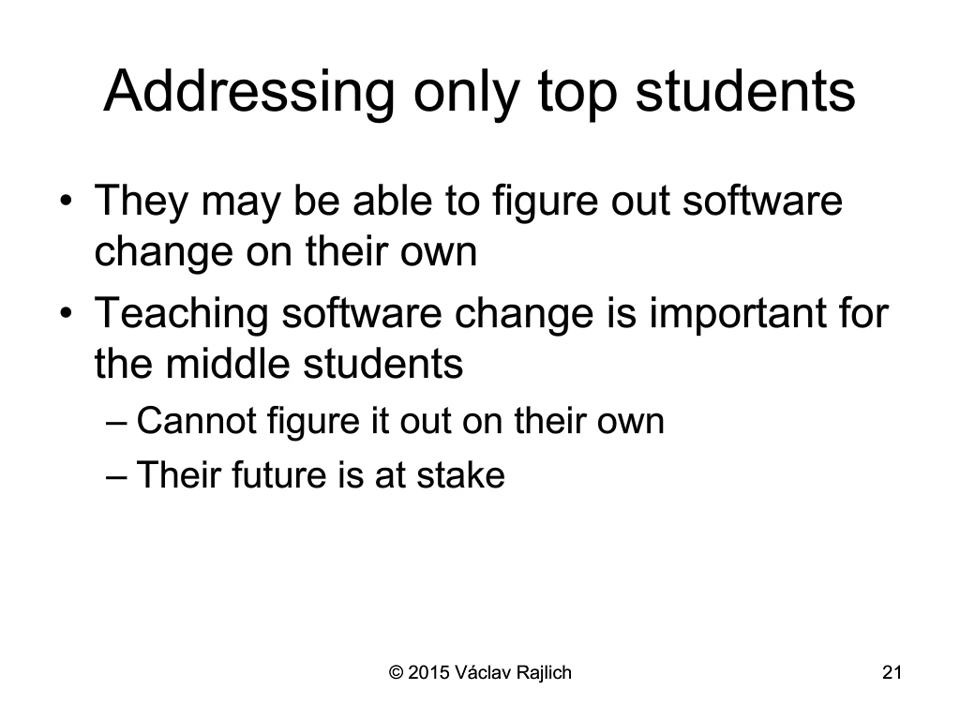 Addressing only top students
• They may be able to figure out software
change on their own
• Teaching software change is important for
the middle students
– Cannot figure it out on their own
– Their future is at stake
© 2015 Václav Rajlich 21